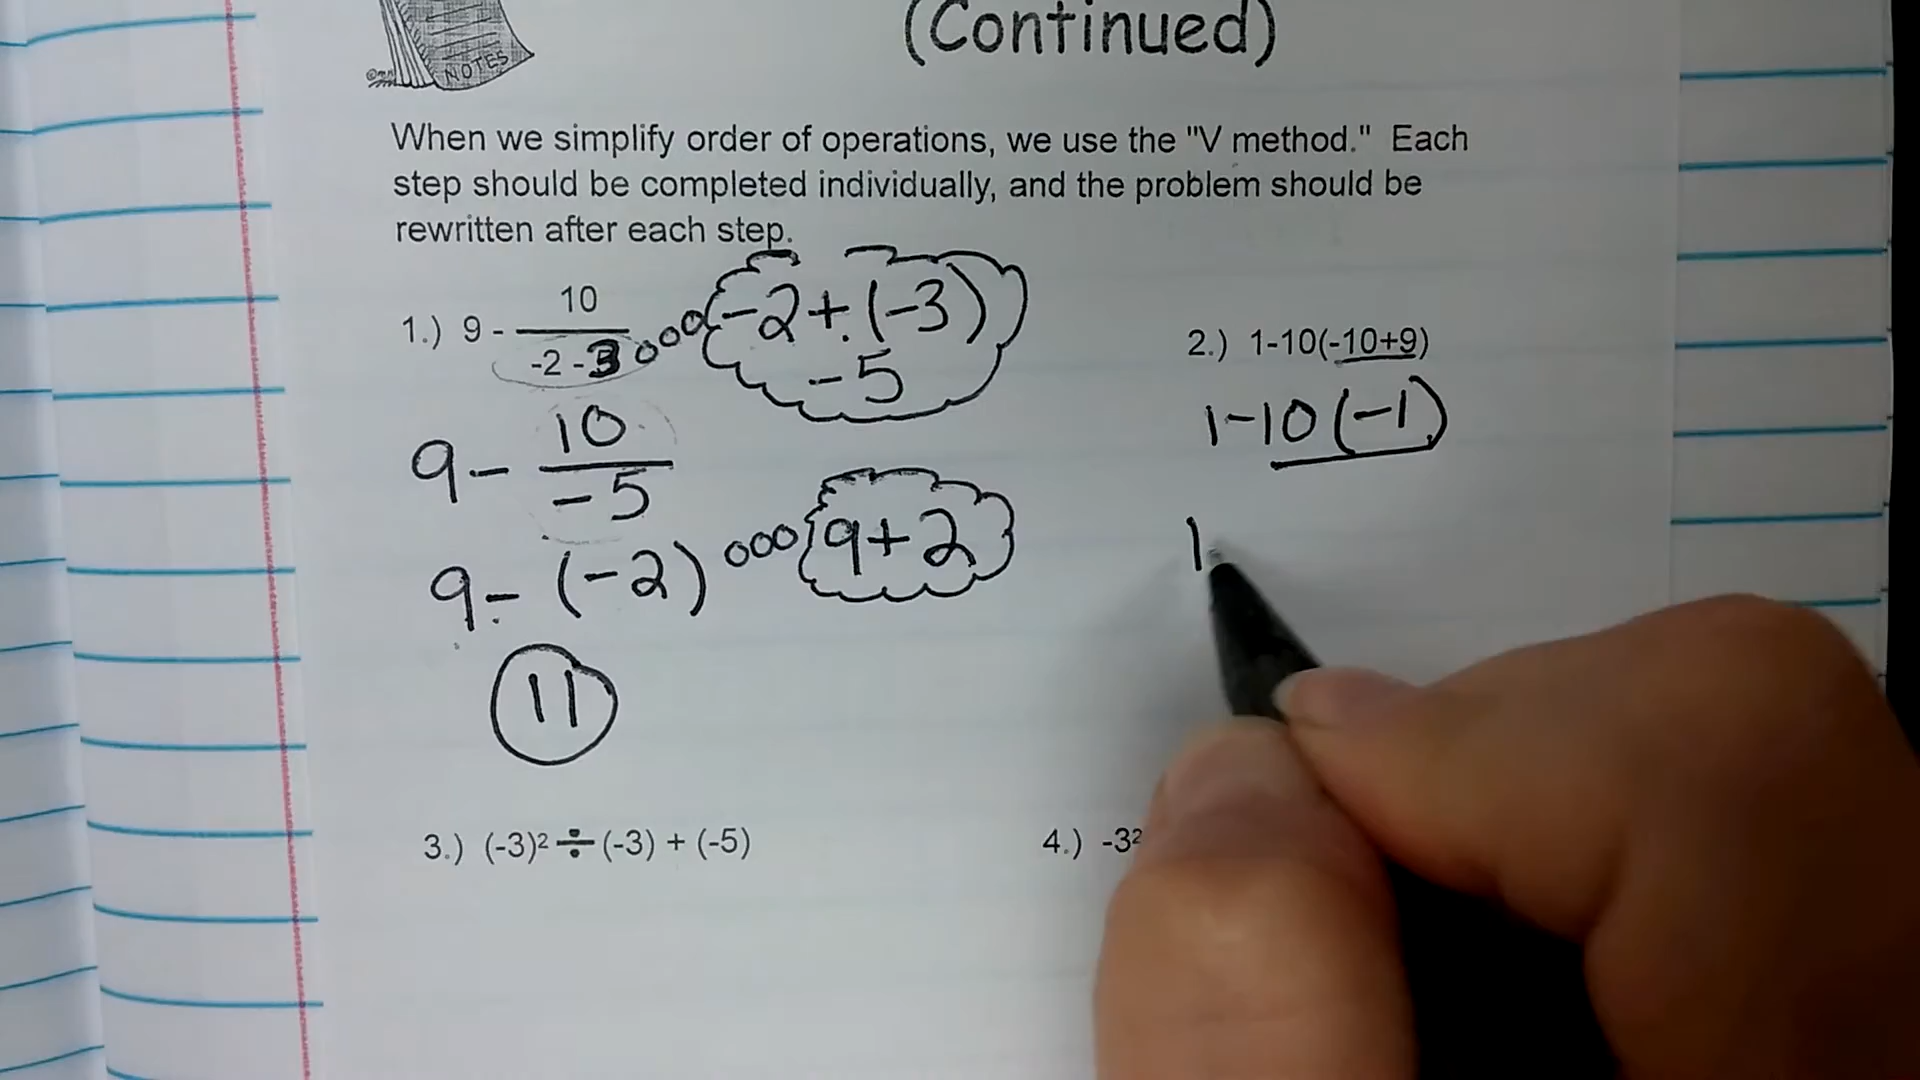 NOTES
(Continued)
When we simplify order of operations, we use the "V method." Each
step should be completed individually, and the problem should be
rewritten after each step.
1.) 9 - 10 / -2 - 3
-2 + (-3)
-5
9 - 10 / -5
9 - (-2)
9+2
11
2.) 1-10(-10+9)
1-10(-1)
1
3.) (-3)² ÷ (-3) + (-5)
4.) -3²